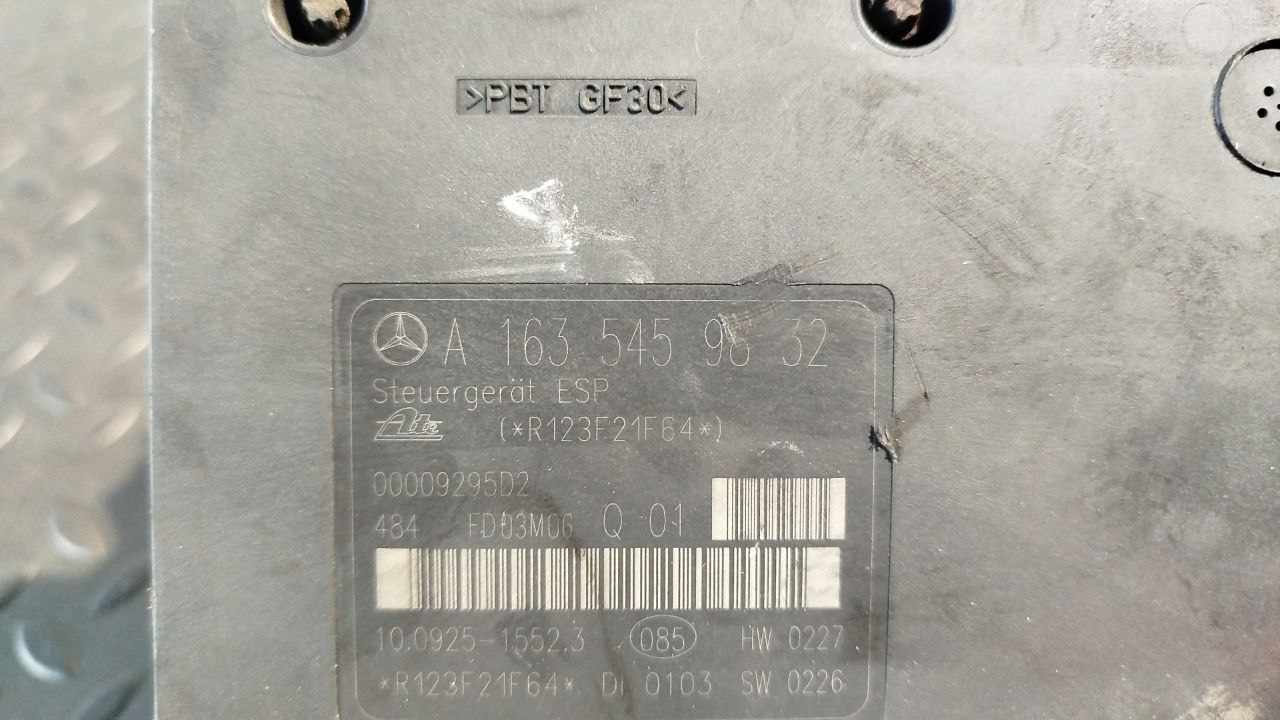 >PBT GF30<
A 163 545 98 32
Steuergerät ESP
Ate (*R123F21F64*)
00009295D2
484 FD03M06 Q 01
10.0925-1552.3 085 HW 0227
*R123F21F64* DI 0103 SW 0226